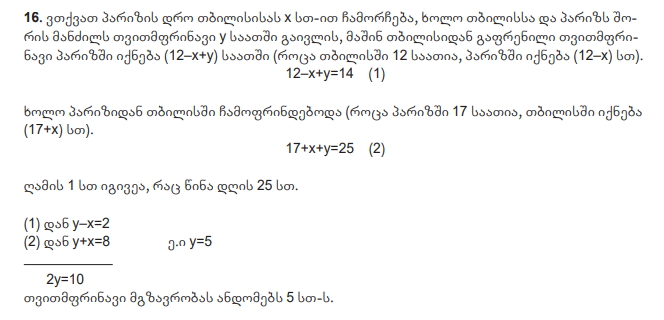 16. ვთქვათ პარიზის დრო თბილისისას x სთ-ით ჩამორჩება, ხოლო თბილისსა და პარიზს შო-
რის მანძილს თვითმფრინავი y საათში გაივლის, მაშინ თბილისიდან გაფრენილი თვითმფრი-
ნავი პარიზში იქნება (12–x+y) საათში (როცა თბილისში 12 საათია, პარიზში იქნება (12–x) სთ).
12–x+y=14 (1)
ხოლო პარიზიდან თბილისში ჩამოფრინდებოდა (როცა პარიზში 17 საათია, თბილისში იქნება
(17+x) სთ).
17+x+y=25 (2)
ღამის 1 სთ იგივეა, რაც წინა დღის 25 სთ.
(1) დან y–x=2
(2) დან y+x=8 ე.ი y=5
2y=10
თვითმფრინავი მგზავრობას ანდომებს 5 სთ-ს.